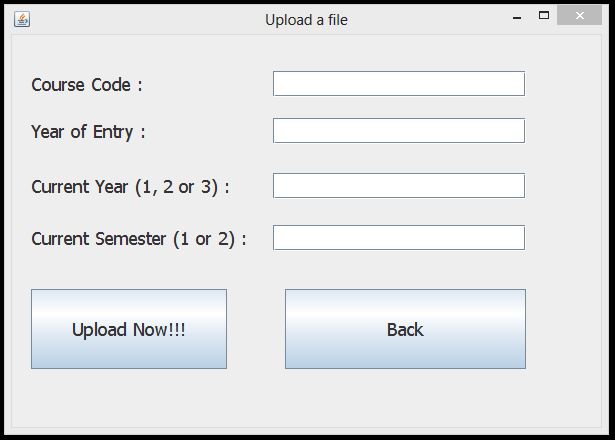 Upload a file
Course Code :
Year of Entry :
Current Year (1, 2 or 3) :
Current Semester (1 or 2) :
Upload Now!!! Back